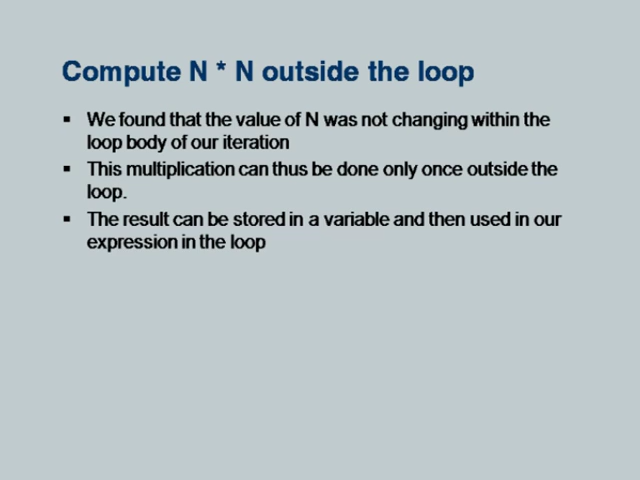 Compute N * N outside the loop
▪ We found that the value of N was not changing within the
loop body of our iteration
▪ This multiplication can thus be done only once outside the
loop.
▪ The result can be stored in a variable and then used in our
expression in the loop